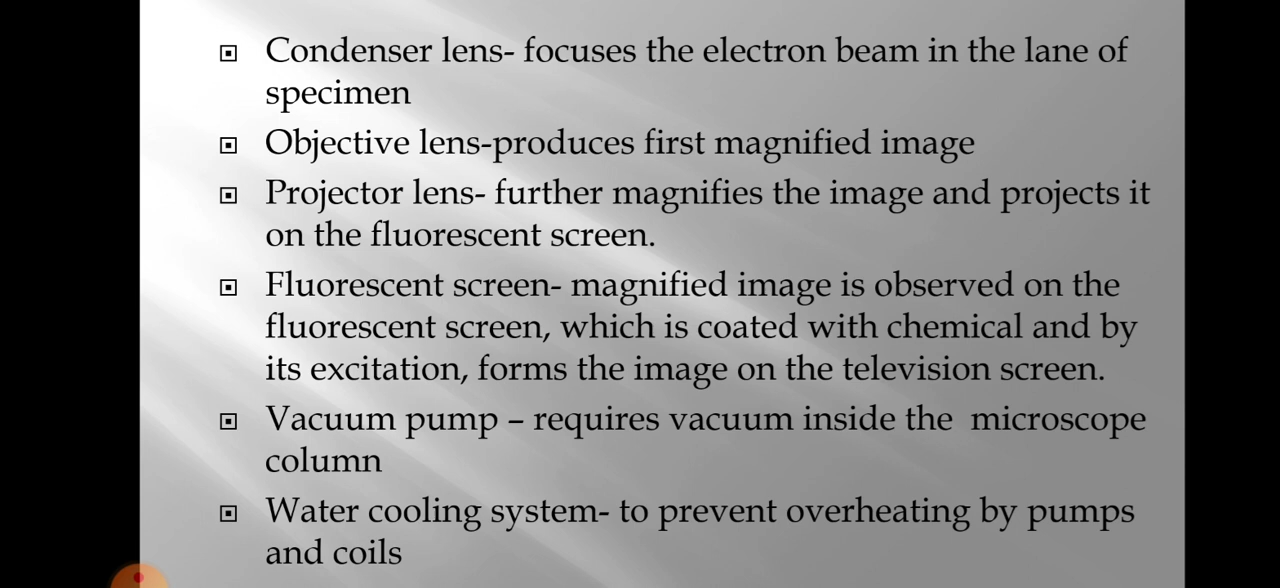 Condenser lens- focuses the electron beam in the lane of
specimen
Objective lens-produces first magnified image
Projector lens- further magnifies the image and projects it
on the fluorescent screen.
Fluorescent screen- magnified image is observed on the
fluorescent screen, which is coated with chemical and by
its excitation, forms the image on the television screen.
Vacuum pump – requires vacuum inside the  microscope
column
Water cooling system- to prevent overheating by pumps
and coils